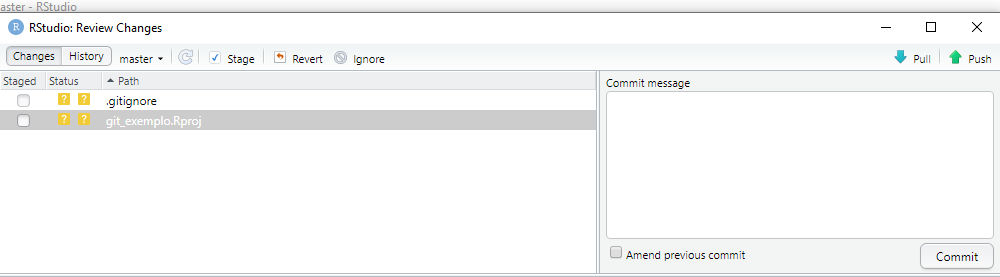 aster - RStudio
R RStudio: Review Changes
Changes History master Stage Revert Ignore Pull Push
Staged Status Path
? ? .gitignore
? ? git_exemplo.Rproj
Commit message
Amend previous commit Commit